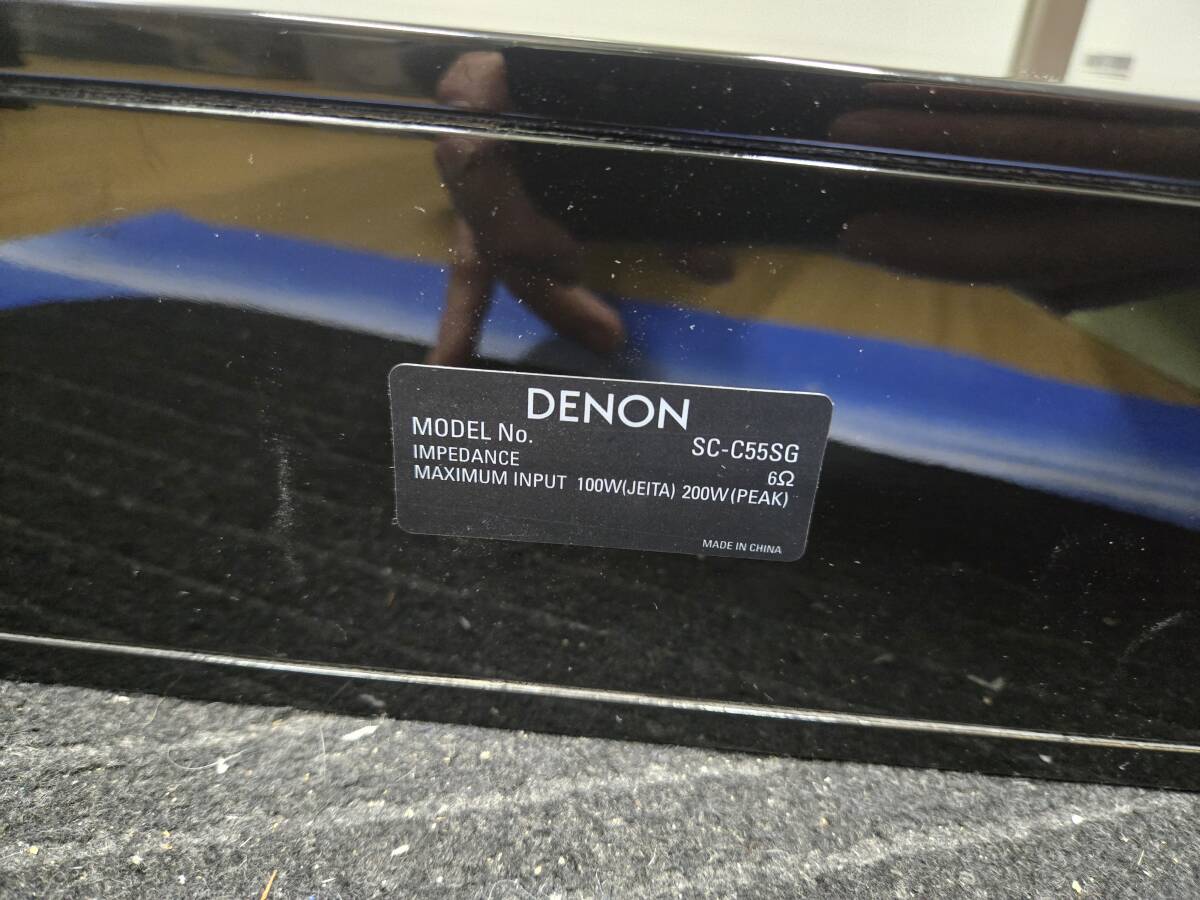 DENON
MODEL No. SC-C55SG
IMPEDANCE 6Ω
MAXIMUM INPUT 100W(JEITA) 200W(PEAK)
MADE IN CHINA